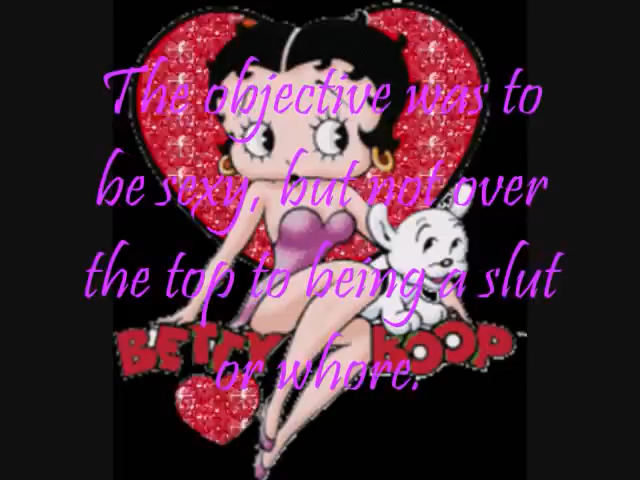 The objective was to
be sexy, but not over
the top to being a slut
or whore.
BETTY BOOP